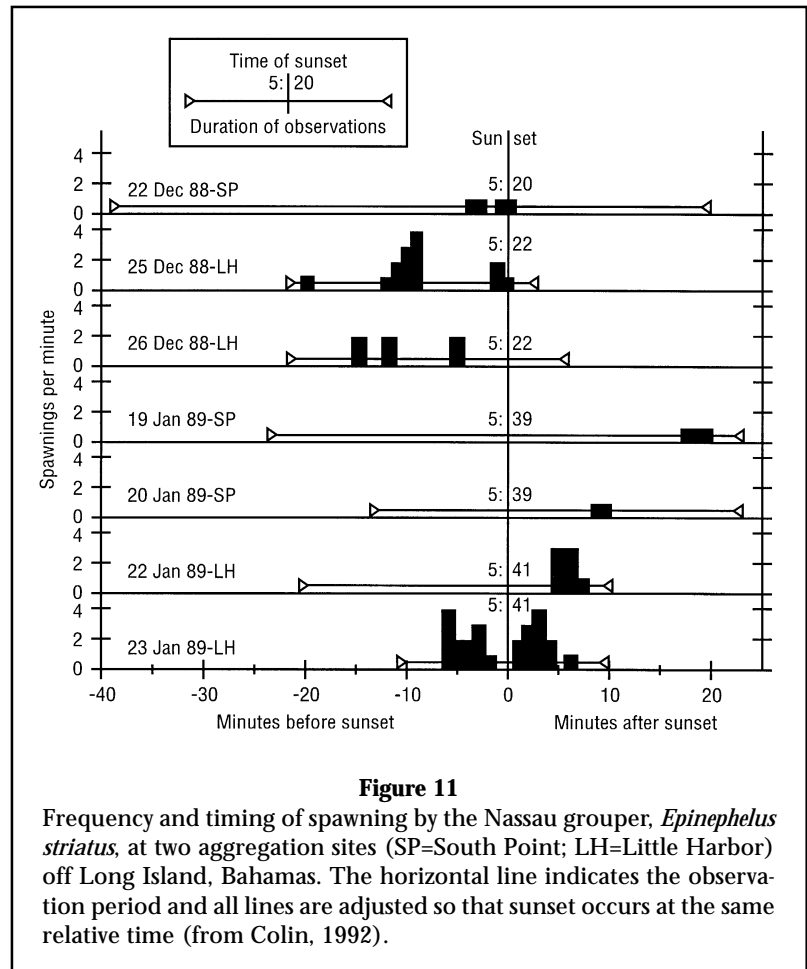 Time of sunset
5: 20
Duration of observations
Sun set
4
2
0
22 Dec 88-SP
5: 20
4
2
0
25 Dec 88-LH
5: 22
4
2
0
26 Dec 88-LH
5: 22
4
2
0
19 Jan 89-SP
5: 39
4
2
0
20 Jan 89-SP
5: 39
4
2
0
22 Jan 89-LH
5: 41
4
2
0
23 Jan 89-LH
5: 41
Spawnings per minute
-40 -30 -20 -10 0 10 20
Minutes before sunset Minutes after sunset
Figure 11
Frequency and timing of spawning by the Nassau grouper, Epinephelus
striatus, at two aggregation sites (SP=South Point; LH=Little Harbor)
off Long Island, Bahamas. The horizontal line indicates the observa-
tion period and all lines are adjusted so that sunset occurs at the same
relative time (from Colin, 1992).